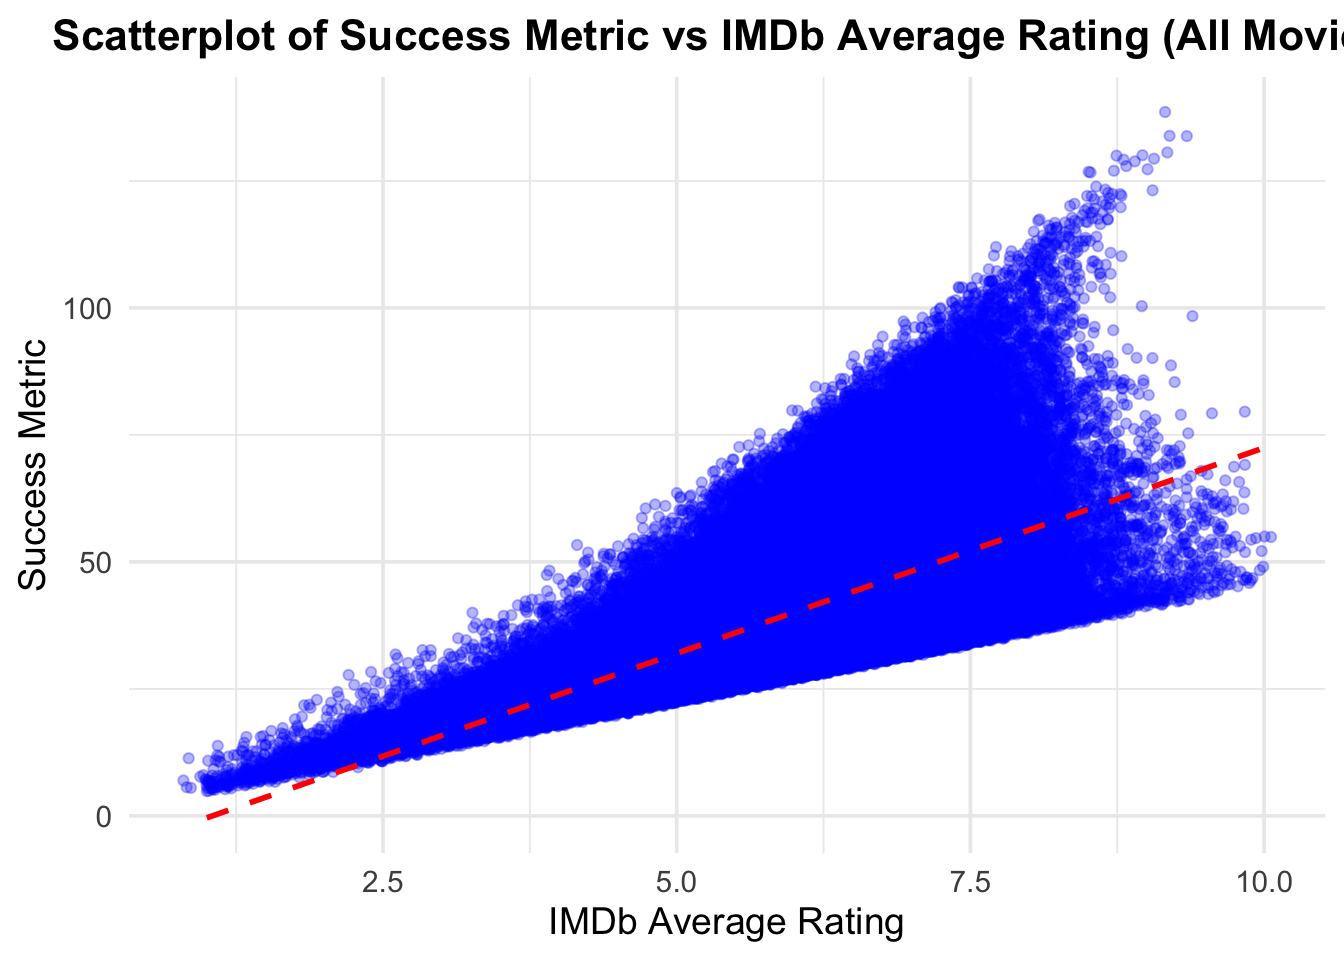 Scatterplot of Success Metric vs IMDb Average Rating (All Movie
100
50
0
Success Metric
2.5 5.0 7.5 10.0
IMDb Average Rating